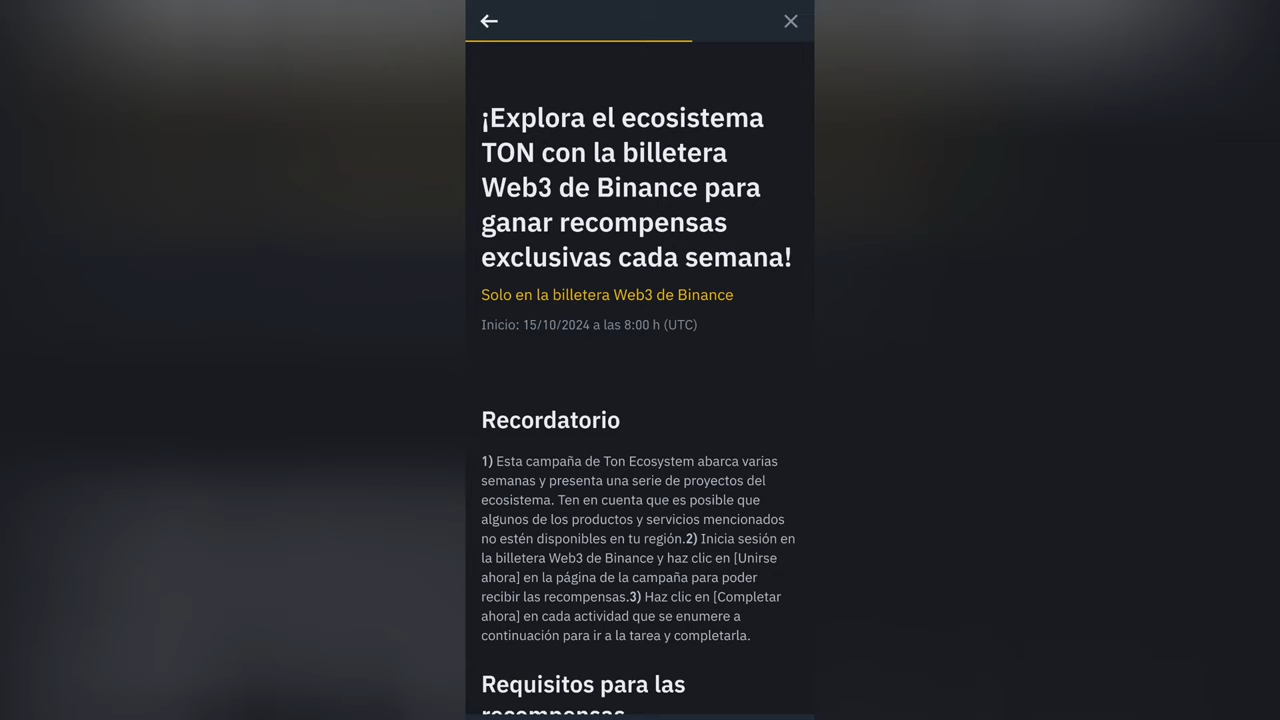 ¡Explora el ecosistema
TON con la billetera
Web3 de Binance para
ganar recompensas
exclusivas cada semana!
Solo en la billetera Web3 de Binance
Inicio: 15/10/2024 a las 8:00 h (UTC)
Recordatorio
1) Esta campaña de Ton Ecosystem abarca varias
semanas y presenta una serie de proyectos del
ecosistema. Ten en cuenta que es posible que
algunos de los productos y servicios mencionados
no estén disponibles en tu región.2) Inicia sesión en
la billetera Web3 de Binance y haz clic en [Unirse
ahora] en la página de la campaña para poder
recibir las recompensas.3) Haz clic en [Completar
ahora] en cada actividad que se enumere a
continuación para ir a la tarea y completarla.
Requisitos para las
recompensas